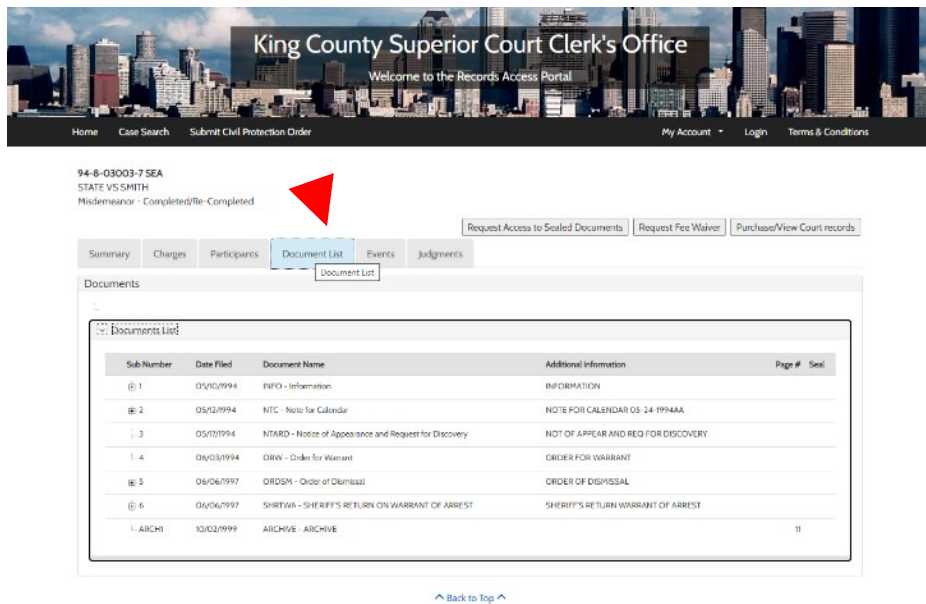 King County Superior Court Clerk's Office
Welcome to the Records Access Portal
Home Case Search Submit Civil Protection Order My Account Login Terms & Conditions
94-8-03003-7 SEA
STATE VS SMITH
Misdemeanor - Completed/Re-Completed
Request Access to Sealed Documents Request Fee Waiver Purchase/View Court records
Summary Charges Participants Document List Events Judgments
Document List
Documents
Documents List
Sub Number Date Filed Document Name Additional Information Page # Seal
1 05/10/1994 INFO - Information INFORMATION
2 05/12/1994 NTC - Note for Calendar NOTE FOR CALENDAR 05-24-1994AA
3 05/17/1994 NTARD - Notice of Appearance and Request for Discovery NOT OF APPEAR AND REQ FOR DISCOVERY
4 06/03/1994 ORW - Order for Warrant ORDER FOR WARRANT
5 06/06/1997 ORDSM - Order of Dismissal ORDER OF DISMISSAL
6 06/06/1997 SHRTWA - SHERIFF'S RETURN ON WARRANT OF ARREST SHERIFF'S RETURN WARRANT OF ARREST
ARCH1 10/02/1999 ARCHIVE - ARCHIVE 11
Back to Top